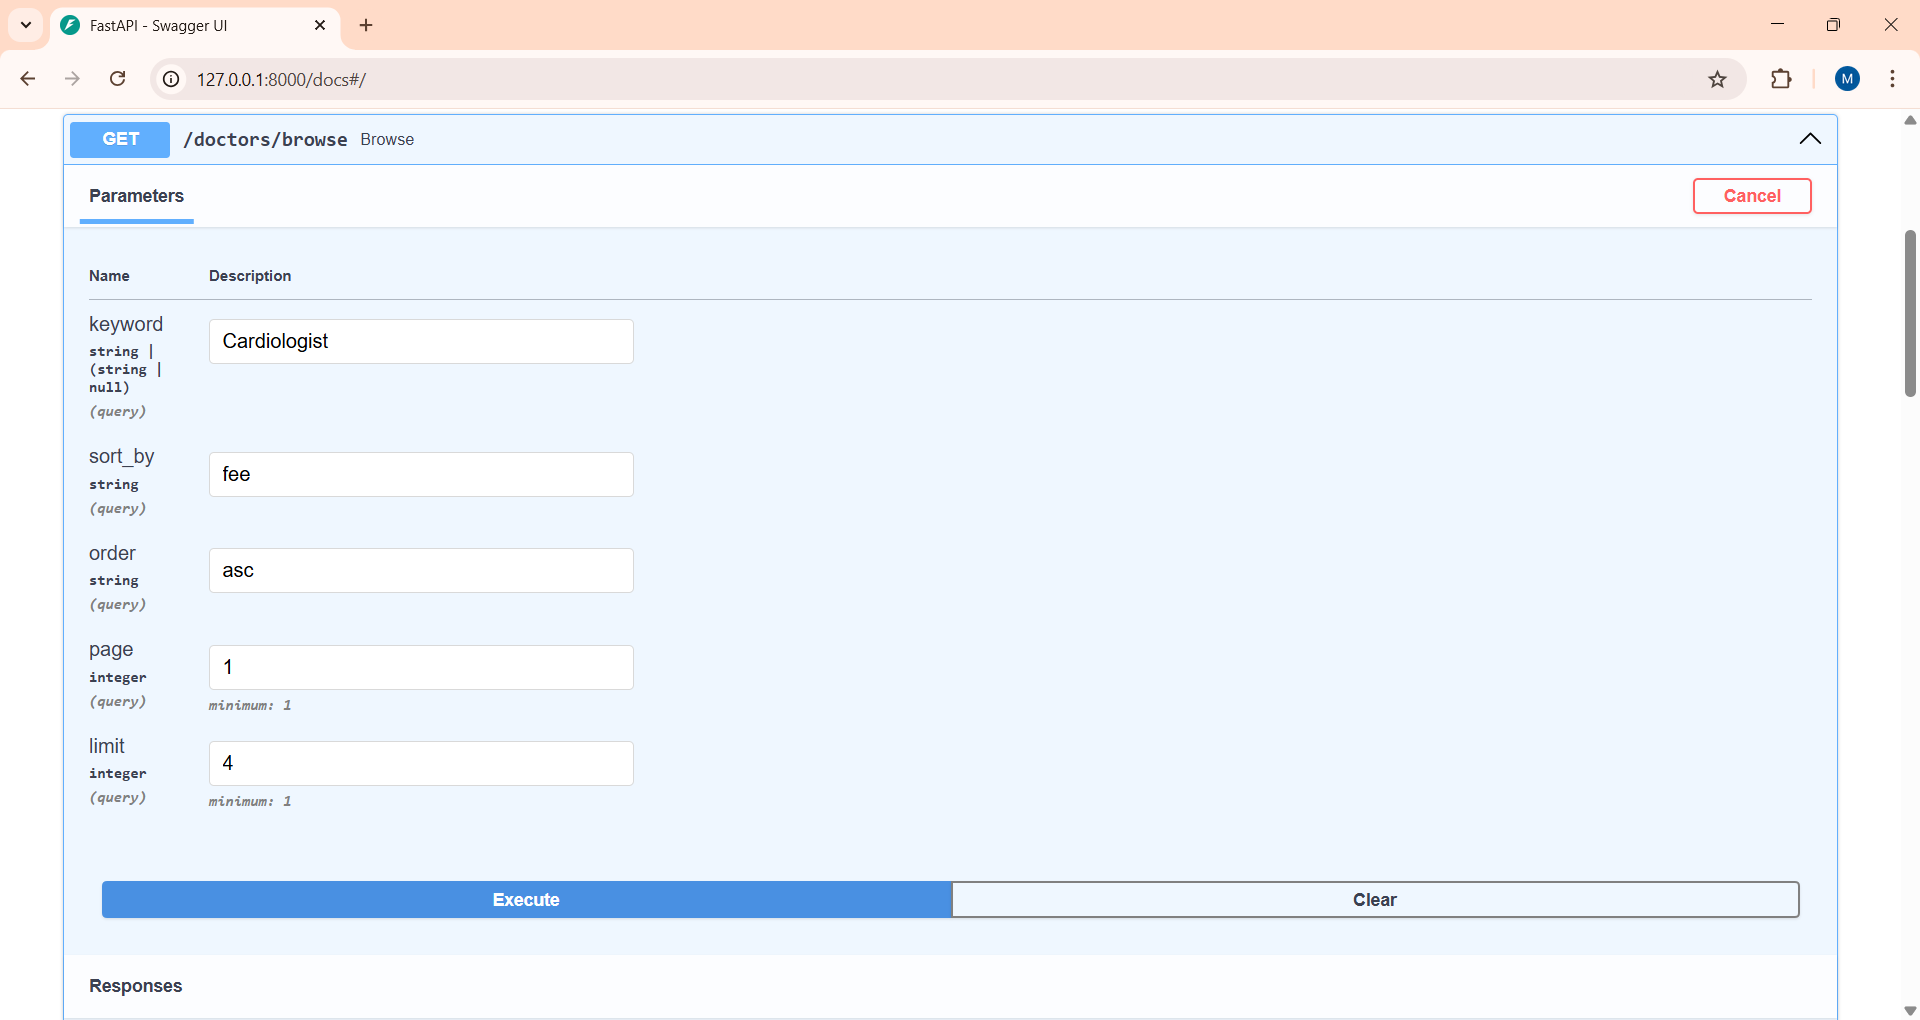 FastAPI - Swagger UI
127.0.0.1:8000/docs#/
M
GET /doctors/browse Browse
Parameters
Cancel
Name Description
keyword
string |
(string |
null)
(query)
Cardiologist
sort_by
string
(query)
fee
order
string
(query)
asc
page
integer
(query)
1
minimum: 1
limit
integer
(query)
4
minimum: 1
Execute
Clear
Responses